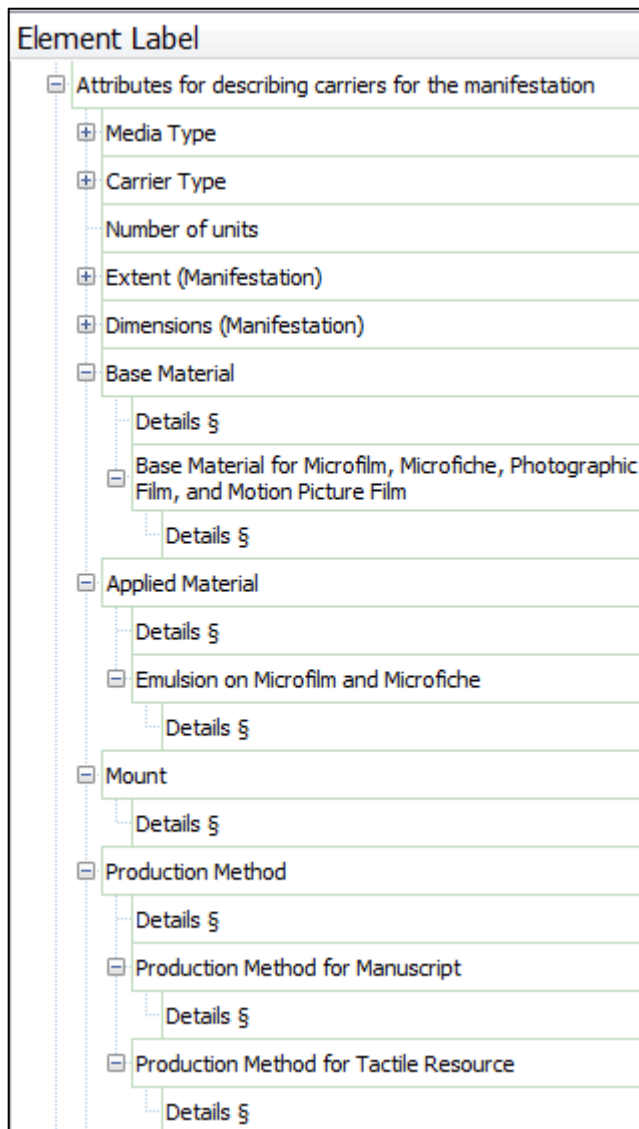 Element Label
Attributes for describing carriers for the manifestation
Media Type
Carrier Type
Number of units
Extent (Manifestation)
Dimensions (Manifestation)
Base Material
Details §
Base Material for Microfilm, Microfiche, Photographic
Film, and Motion Picture Film
Details §
Applied Material
Details §
Emulsion on Microfilm and Microfiche
Details §
Mount
Details §
Production Method
Details §
Production Method for Manuscript
Details §
Production Method for Tactile Resource
Details §